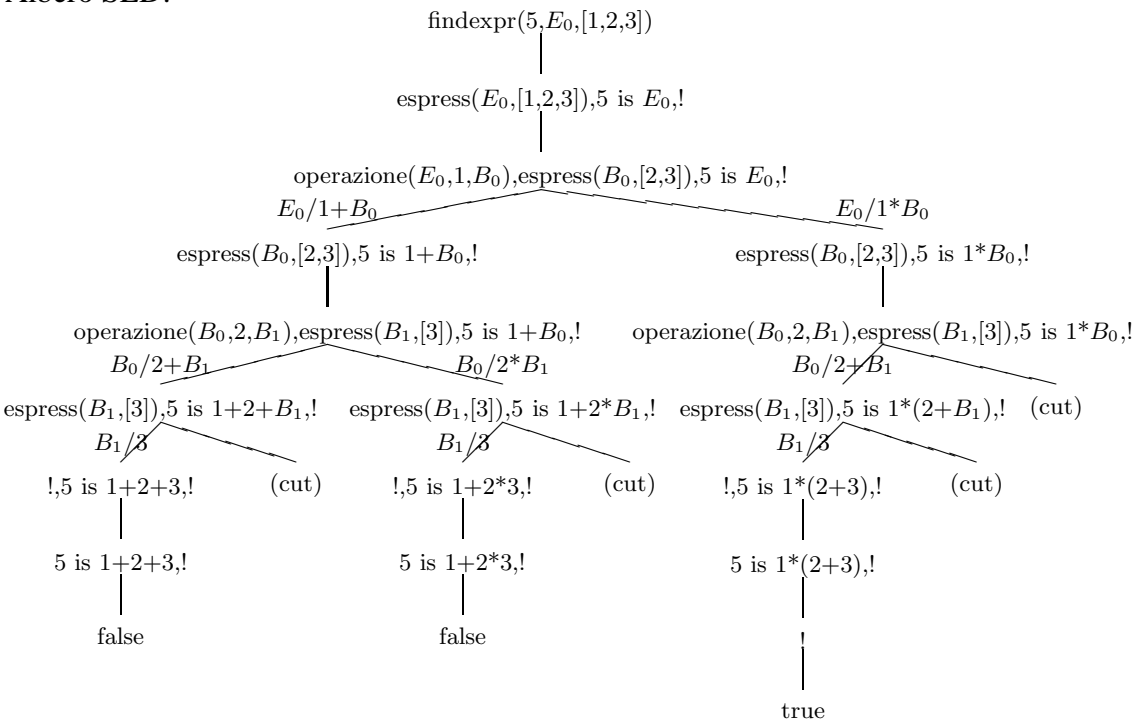 Albero SLD:
findexpr(5,E₀,[1,2,3])
espress(E₀,[1,2,3]),5 is E₀,!
operazione(E₀,1,B₀),espress(B₀,[2,3]),5 is E₀,!
E₀/1+B₀ E₀/1*B₀
espress(B₀,[2,3]),5 is 1+B₀,! espress(B₀,[2,3]),5 is 1*B₀,!
operazione(B₀,2,B₁),espress(B₁,[3]),5 is 1+B₀,! operazione(B₀,2,B₁),espress(B₁,[3]),5 is 1*B₀,!
B₀/2+B₁ B₀/2*B₁ B₀/2+B₁
espress(B₁,[3]),5 is 1+2+B₁,! espress(B₁,[3]),5 is 1+2*B₁,! espress(B₁,[3]),5 is 1*(2+B₁),! (cut)
B₁/3 B₁/3 B₁/3
!,5 is 1+2+3,! (cut) !,5 is 1+2*3,! (cut) !,5 is 1*(2+3),! (cut)
5 is 1+2+3,! 5 is 1+2*3,! 5 is 1*(2+3),!
false false !
true